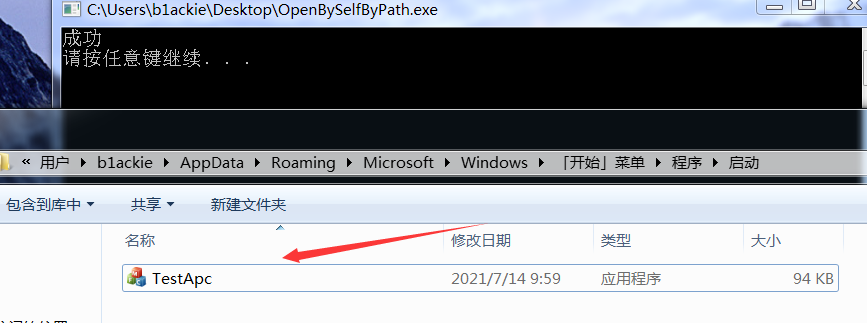 C:\Users\b1ackie\Desktop\OpenBySelfByPath.exe
成功
请按任意键继续. . .
« 用户 ▸ b1ackie ▸ AppData ▸ Roaming ▸ Microsoft ▸ Windows ▸ 「开始」菜单 ▸ 程序 ▸ 启动
包含到库中 ▾ 共享 ▾ 新建文件夹
名称 修改日期 类型 大小
TestApc 2021/7/14 9:59 应用程序 94 KB